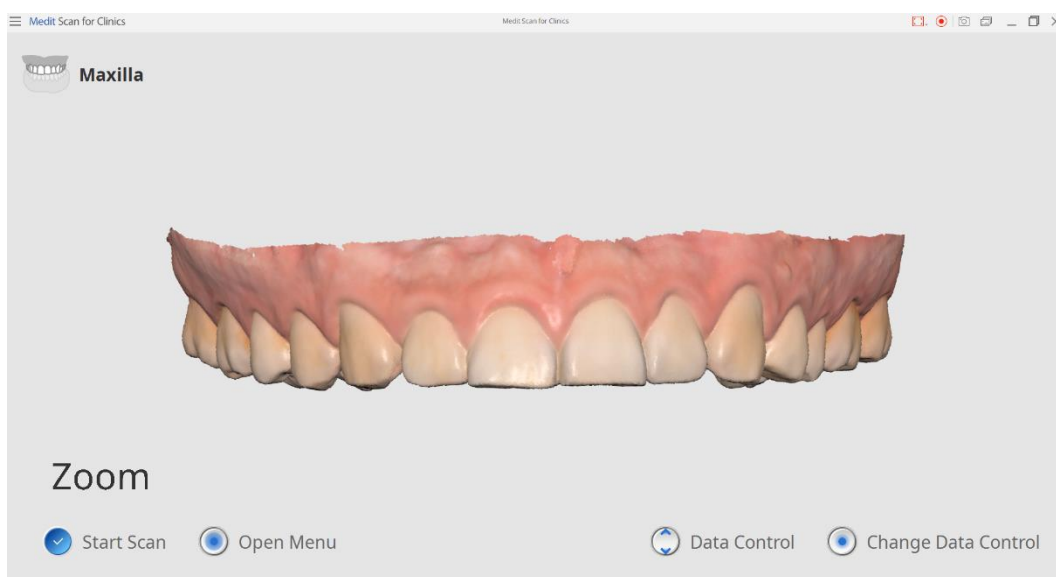 Medit Scan for Clinics
Medit Scan for Clinics
Maxilla
Zoom
Start Scan
Open Menu
Data Control
Change Data Control